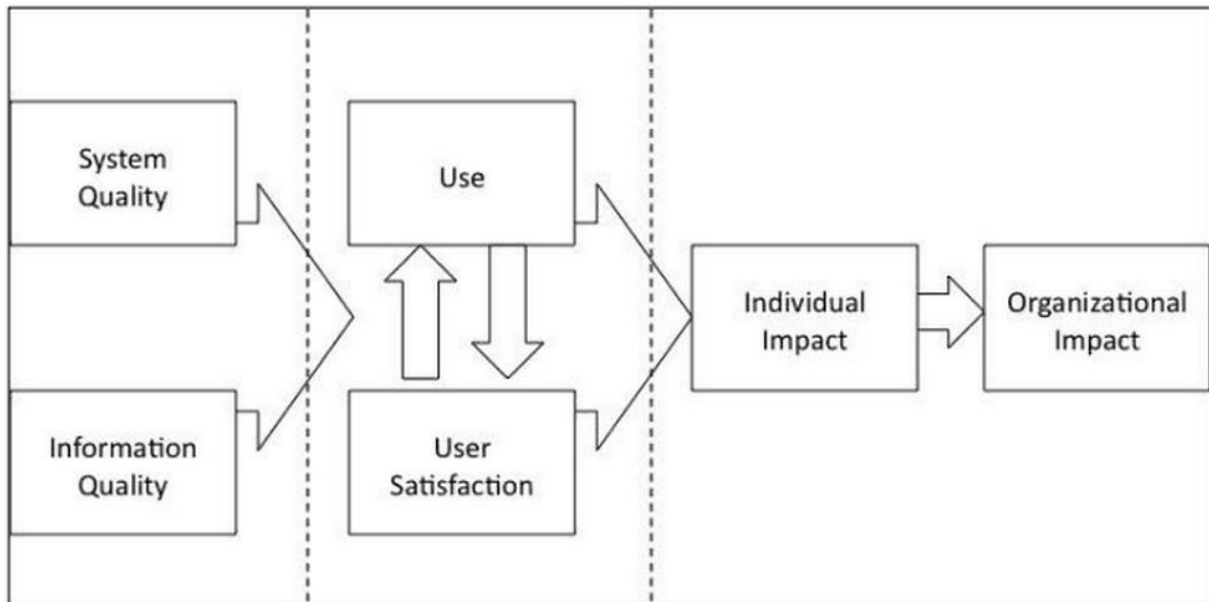 System
Quality
Use
Individual
Impact
Organizational
Impact
Information
Quality
User
Satisfaction